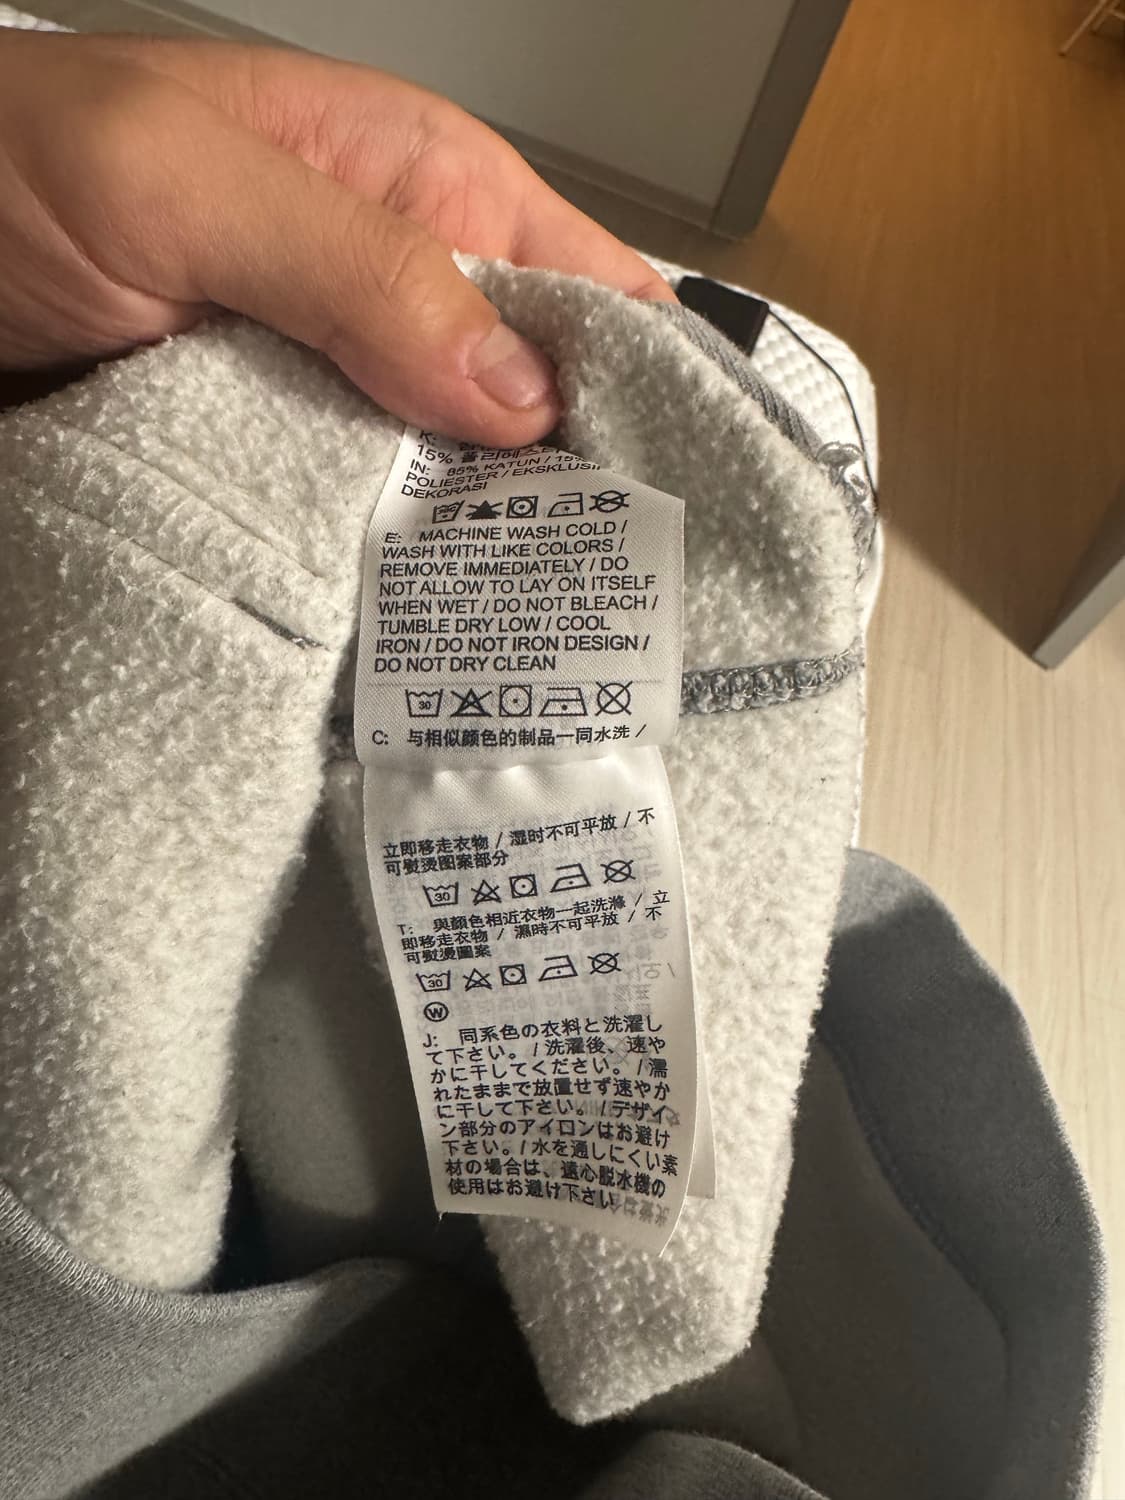 K:
15% 폴리에스터
IN: 85% KATUN / 15%
POLIESTER / EKSKLUSIF
DEKORASI
E: MACHINE WASH COLD /
WASH WITH LIKE COLORS /
REMOVE IMMEDIATELY / DO
NOT ALLOW TO LAY ON ITSELF
WHEN WET / DO NOT BLEACH /
TUMBLE DRY LOW / COOL
IRON / DO NOT IRON DESIGN /
DO NOT DRY CLEAN
30
C: 与相似颜色的制品一同水洗 /
立即移走衣物 / 湿时不可平放 / 不
可熨烫图案部分
30
T: 與顏色相近衣物一起洗滌 / 立
即移走衣物 / 濕時不可平放 / 不
可熨燙圖案
30
W
J: 同系色の衣料と洗濯し
て下さい。/ 洗濯後、速や
かに干してください。/ 濡
れたままで放置せず速やか
に干して下さい。/ デザイ
ン部分のアイロンはお避け
下さい。/ 水を通しにくい素
材の場合は、遠心脱水機の
使用はお避け下さい